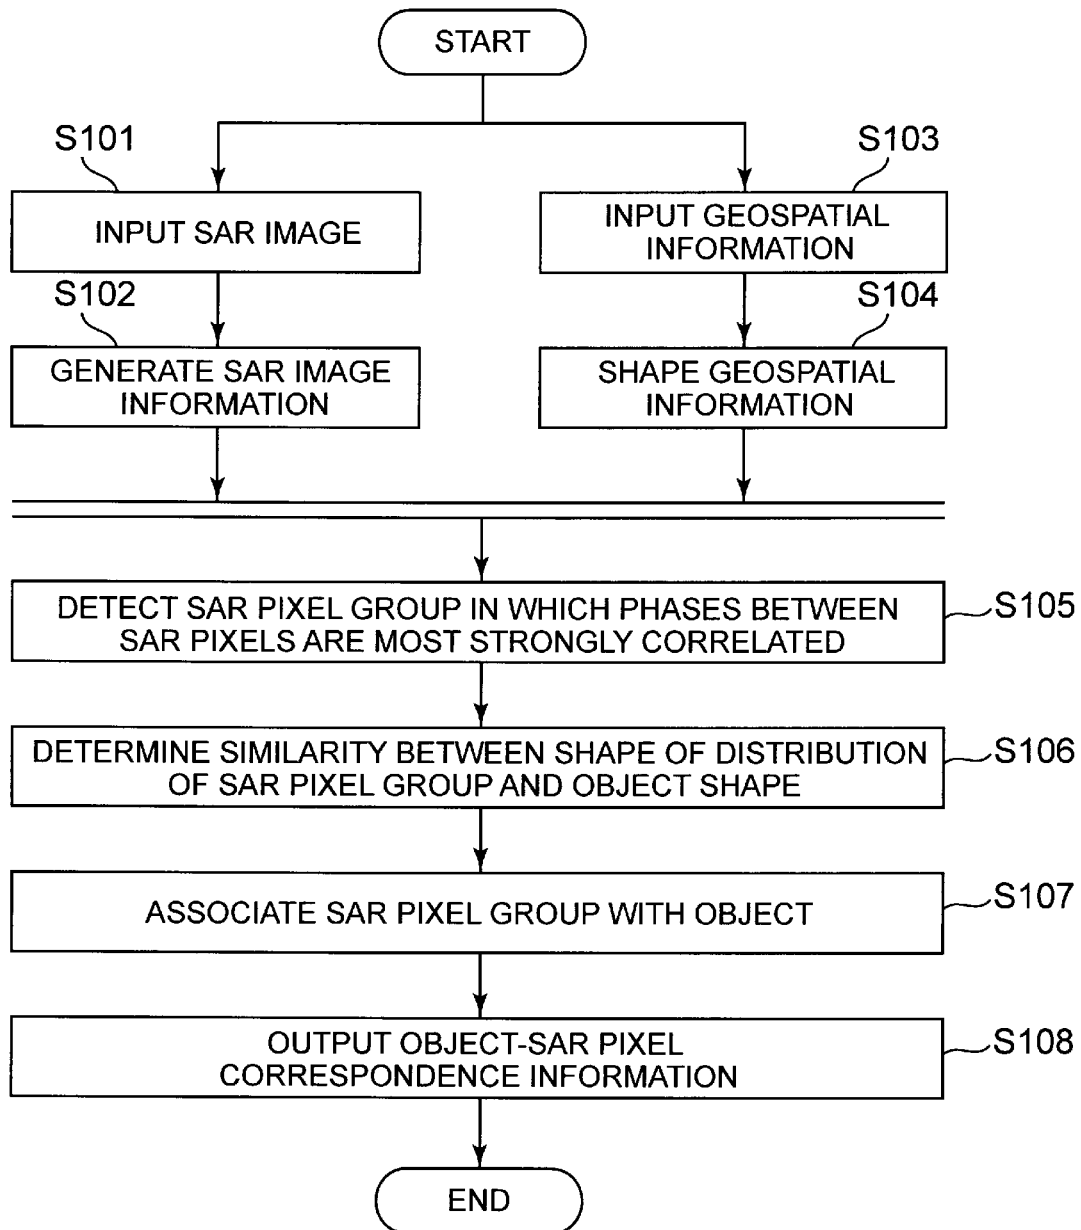 START
S101
S103
INPUT SAR IMAGE
INPUT GEOSPATIAL
INFORMATION
S102
S104
GENERATE SAR IMAGE
INFORMATION
SHAPE GEOSPATIAL
INFORMATION
DETECT SAR PIXEL GROUP IN WHICH PHASES BETWEEN
SAR PIXELS ARE MOST STRONGLY CORRELATED
S105
DETERMINE SIMILARITY BETWEEN SHAPE OF DISTRIBUTION
OF SAR PIXEL GROUP AND OBJECT SHAPE
S106
ASSOCIATE SAR PIXEL GROUP WITH OBJECT
S107
OUTPUT OBJECT-SAR PIXEL
CORRESPONDENCE INFORMATION
S108
END